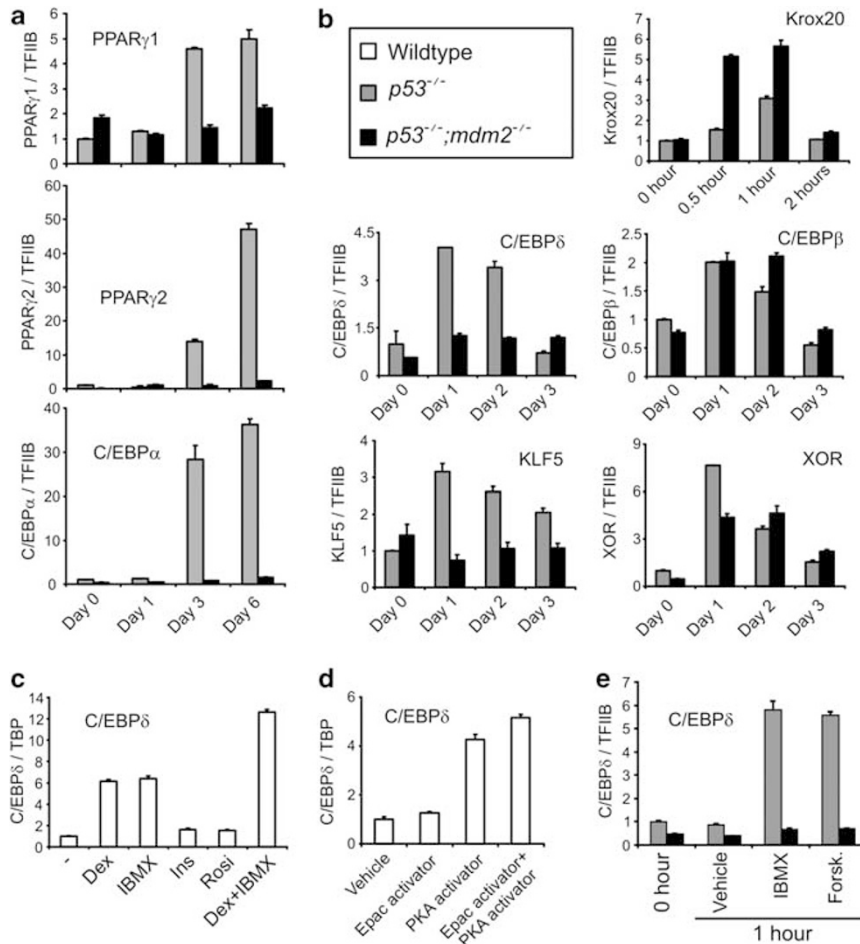 a
PPARγ1
PPARγ1 / TFIIB
7
6
5
4
3
2
1
0
PPARγ2
PPARγ2 / TFIIB
60
50
40
30
20
10
0
C/EBPα
C/EBPα / TFIIB
40
30
20
10
0
Day 0
Day 1
Day 3
Day 6
b
Wildtype
p53-/-
p53-/-;mdm2-/-
Krox20
Krox20 / TFIIB
7
6
5
4
3
2
1
0
0 hour
0.5 hour
1 hour
2 hours
C/EBPδ
C/EBPδ / TFIIB
4.5
3
1.5
0
Day 0
Day 1
Day 2
Day 3
C/EBPβ
C/EBPβ / TFIIB
2.5
2
1.5
1
0.5
0
Day 0
Day 1
Day 2
Day 3
KLF5
KLF5 / TFIIB
4
3
2
1
0
Day 0
Day 1
Day 2
Day 3
XOR
XOR / TFIIB
9
6
3
0
Day 0
Day 1
Day 2
Day 3
c
C/EBPδ
C/EBPδ / TBP
14
12
10
8
6
4
2
0
-
Dex
IBMX
Ins
Rosi
Dex+IBMX
d
C/EBPδ
C/EBPδ / TBP
6
4
2
0
Vehicle
Epac activator
PKA activator
Epac activator+
PKA activator
e
C/EBPδ
C/EBPδ / TFIIB
7
6
5
4
3
2
1
0
0 hour
Vehicle
IBMX
Forsk.
1 hour